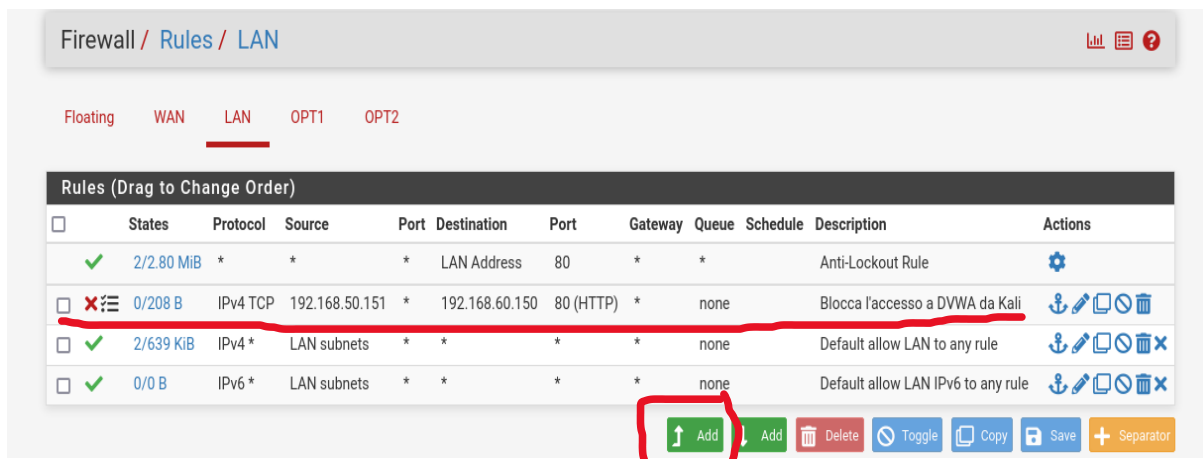 Firewall / Rules / LAN
Floating WAN LAN OPT1 OPT2
Rules (Drag to Change Order)
States Protocol Source Port Destination Port Gateway Queue Schedule Description Actions
2/2.80 MiB * * * LAN Address 80 * * Anti-Lockout Rule
0/208 B IPv4 TCP 192.168.50.151 * 192.168.60.150 80 (HTTP) * none Blocca l'accesso a DVWA da Kali
2/639 KiB IPv4 * LAN subnets * * * * none Default allow LAN to any rule
0/0 B IPv6 * LAN subnets * * * * none Default allow LAN IPv6 to any rule
Add Add Delete Toggle Copy Save Separator